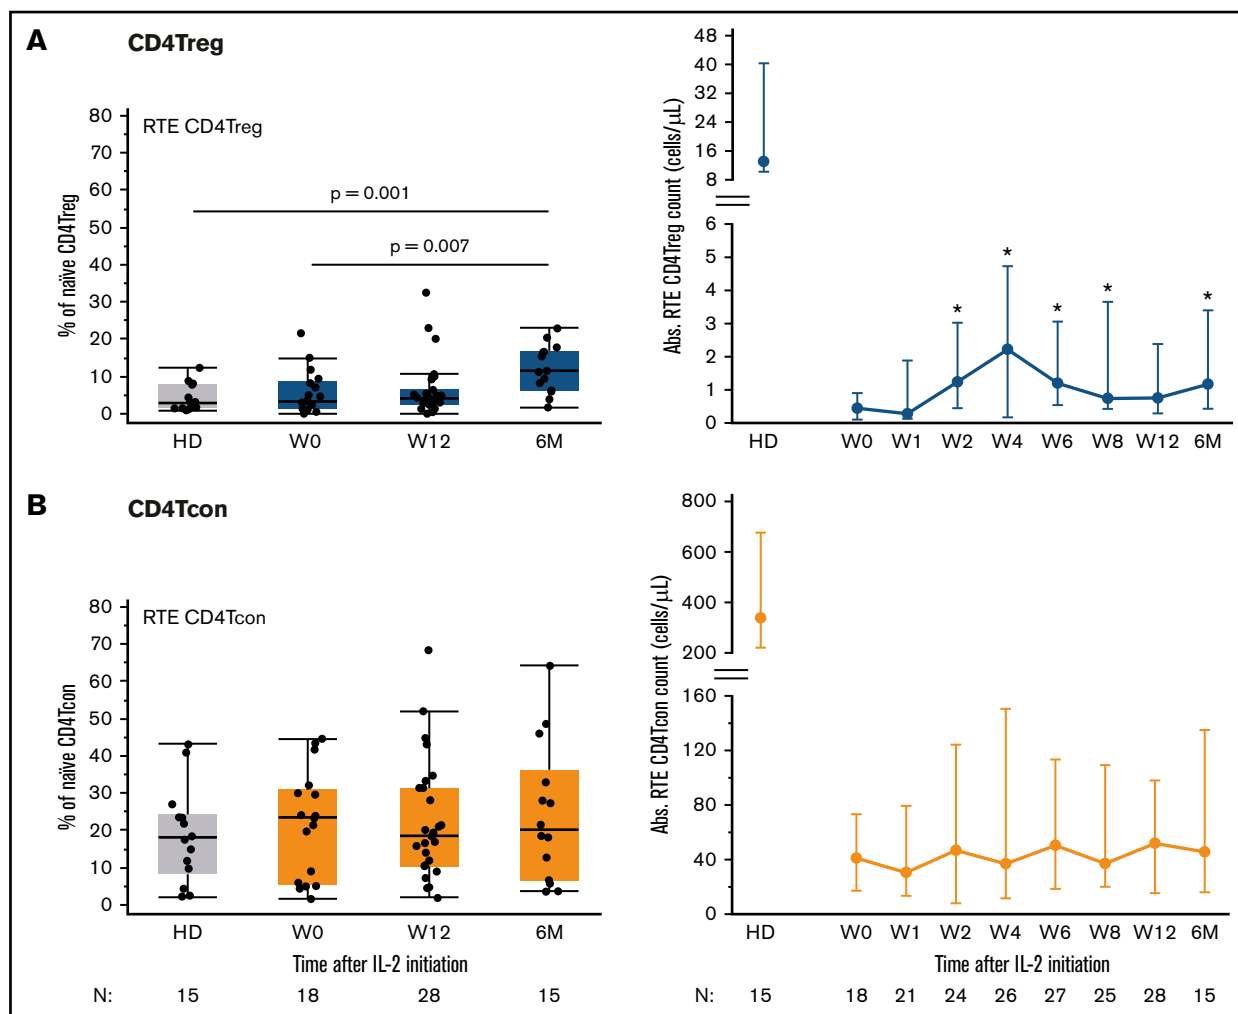 A CD4Treg
RTE CD4Treg
% of naïve CD4Treg
80
70
60
50
40
30
20
10
0
p = 0.001
p = 0.007
HD W0 W12 6M
Abs. RTE CD4Treg count (cells/μL)
48
40
32
24
16
8
6
5
4
3
2
1
0
* * * * *
HD W0 W1 W2 W4 W6 W8 W12 6M
B CD4Tcon
RTE CD4Tcon
% of naïve CD4Tcon
80
70
60
50
40
30
20
10
0
HD W0 W12 6M
Time after IL-2 initiation
N: 15 18 28 15
Abs. RTE CD4Tcon count (cells/μL)
800
600
400
200
160
120
80
40
0
HD W0 W1 W2 W4 W6 W8 W12 6M
Time after IL-2 initiation
N: 15 18 21 24 26 27 25 28 15